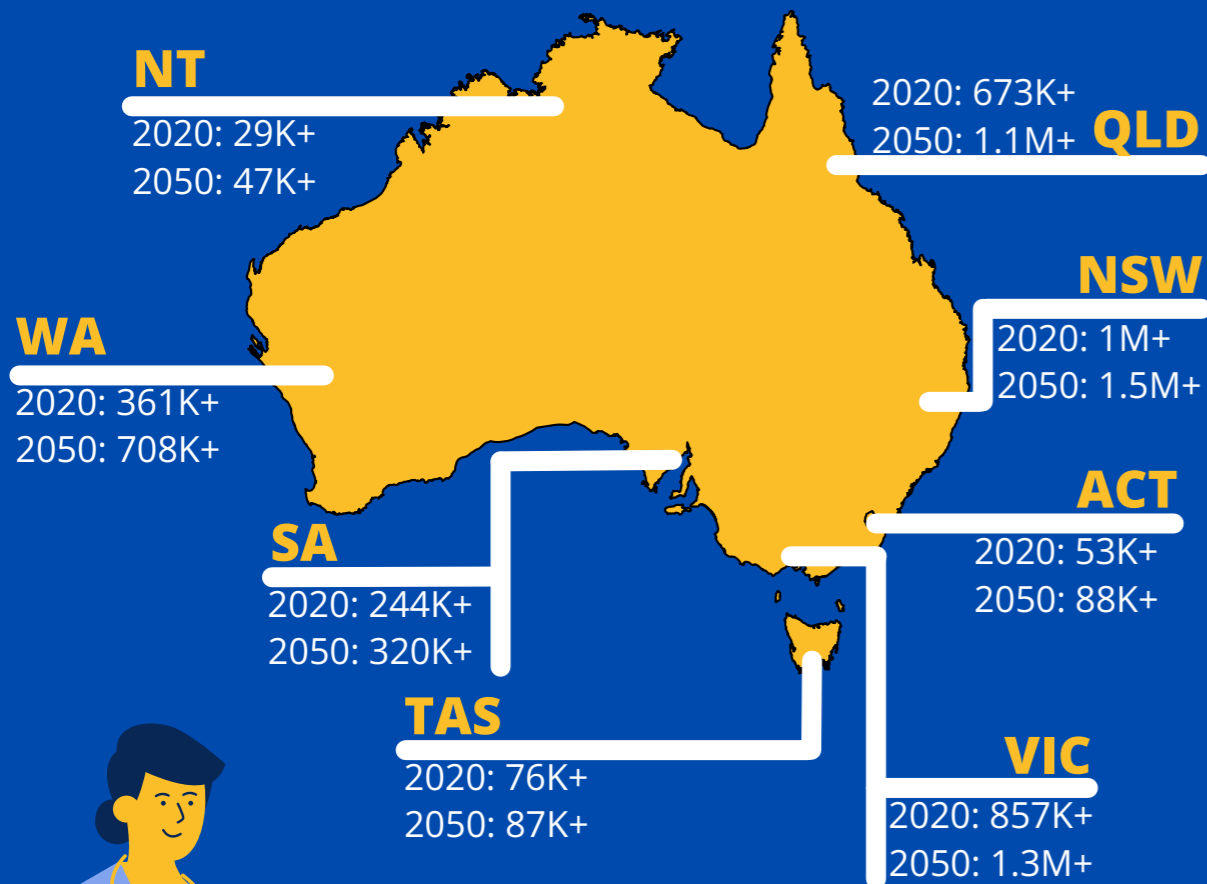 NT
2020: 29K+
2050: 47K+
2020: 673K+
2050: 1.1M+ QLD
NSW
2020: 1M+
2050: 1.5M+
WA
2020: 361K+
2050: 708K+
ACT
2020: 53K+
2050: 88K+
SA
2020: 244K+
2050: 320K+
TAS
2020: 76K+
2050: 87K+
VIC
2020: 857K+
2050: 1.3M+